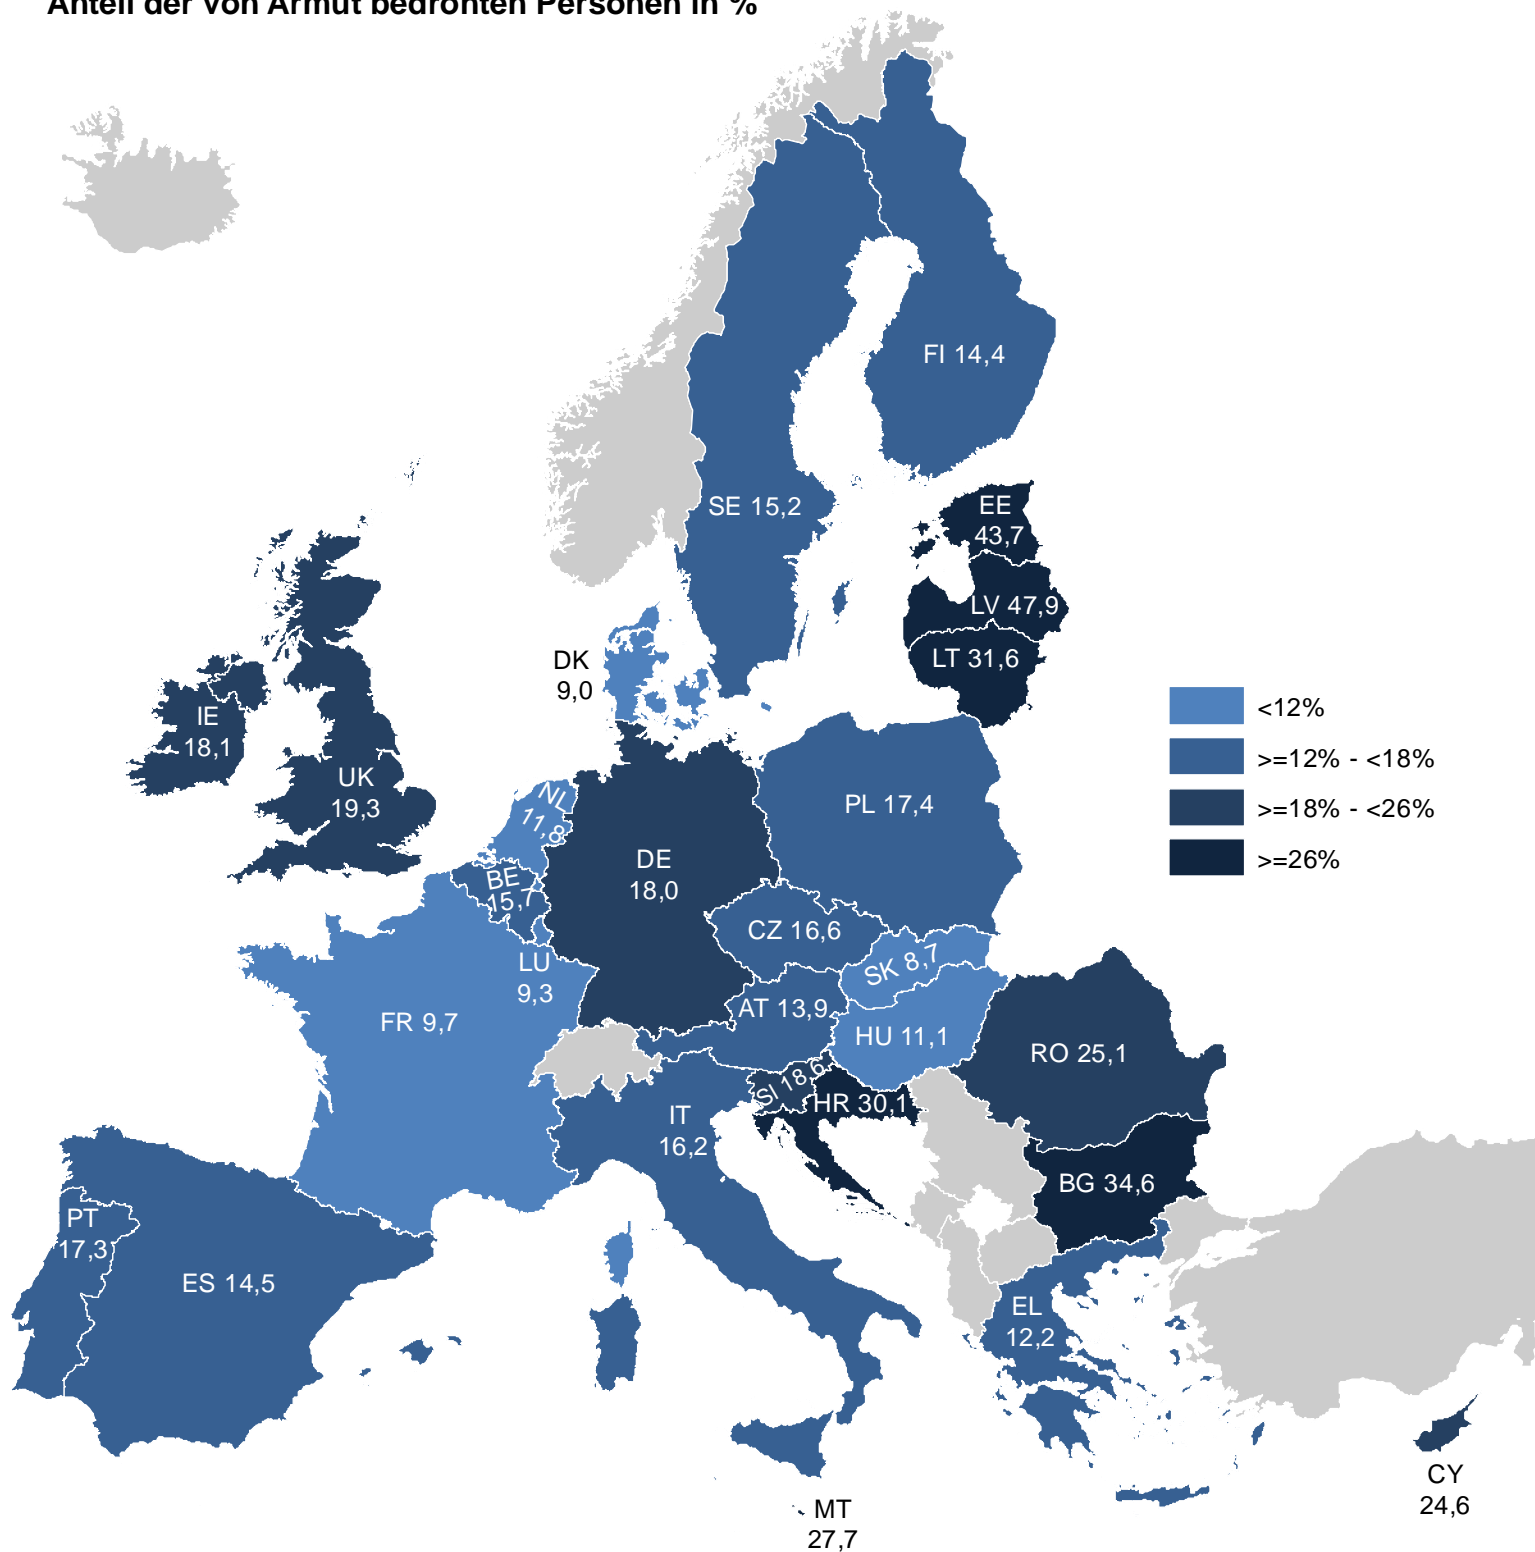 Anteil der von Armut bedrohten Personen in %
FI 14,4
SE 15,2
EE
43,7
LV 47,9
LT 31,6
DK
9,0
IE
18,1
UK
19,3
NL
11,8
BE
15,7
DE
18,0
PL 17,4
<12%
>=12% - <18%
>=18% - <26%
>=26%
CZ 16,6
SK 8,7
LU
9,3
AT 13,9
FR 9,7
HU 11,1
RO 25,1
SI 18,6
HR 30,1
IT
16,2
BG 34,6
PT
17,3
ES 14,5
EL
12,2
CY
24,6
MT
27,7